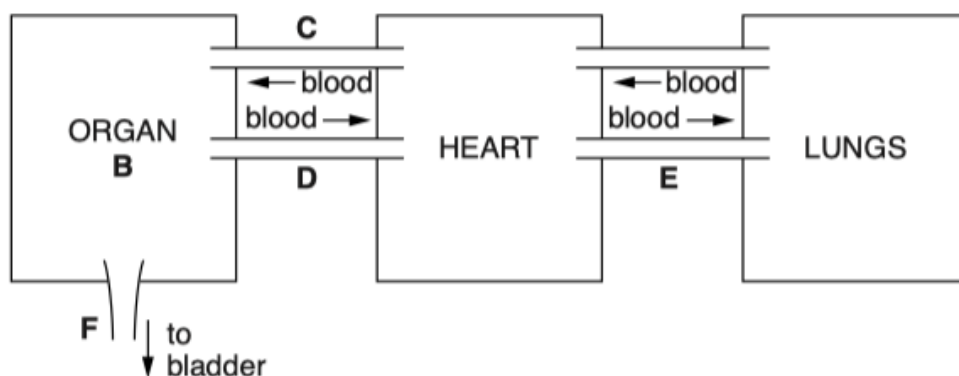 C
← blood
← blood
blood →
blood →
ORGAN
B
HEART
LUNGS
D
E
F
to
bladder